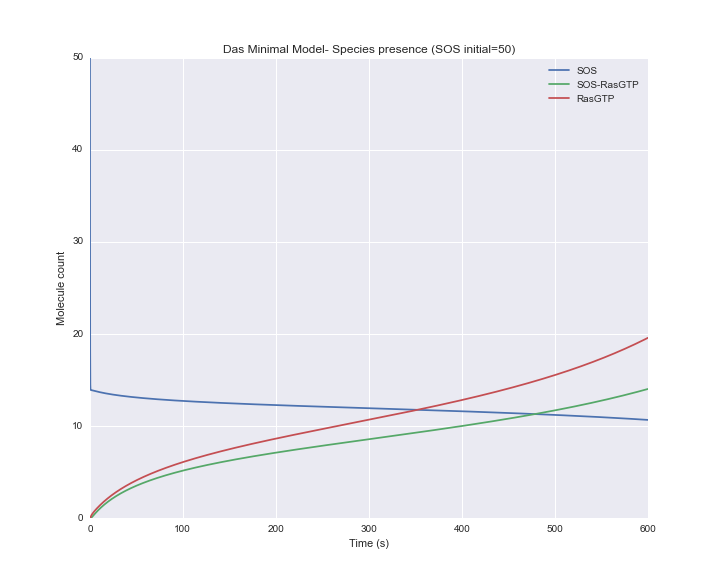 Das Minimal Model- Species presence (SOS initial=50)
50
SOS
SOS-RasGTP
RasGTP
40
30
Molecule count
20
10
0
0 100 200 300 400 500 600
Time (s)